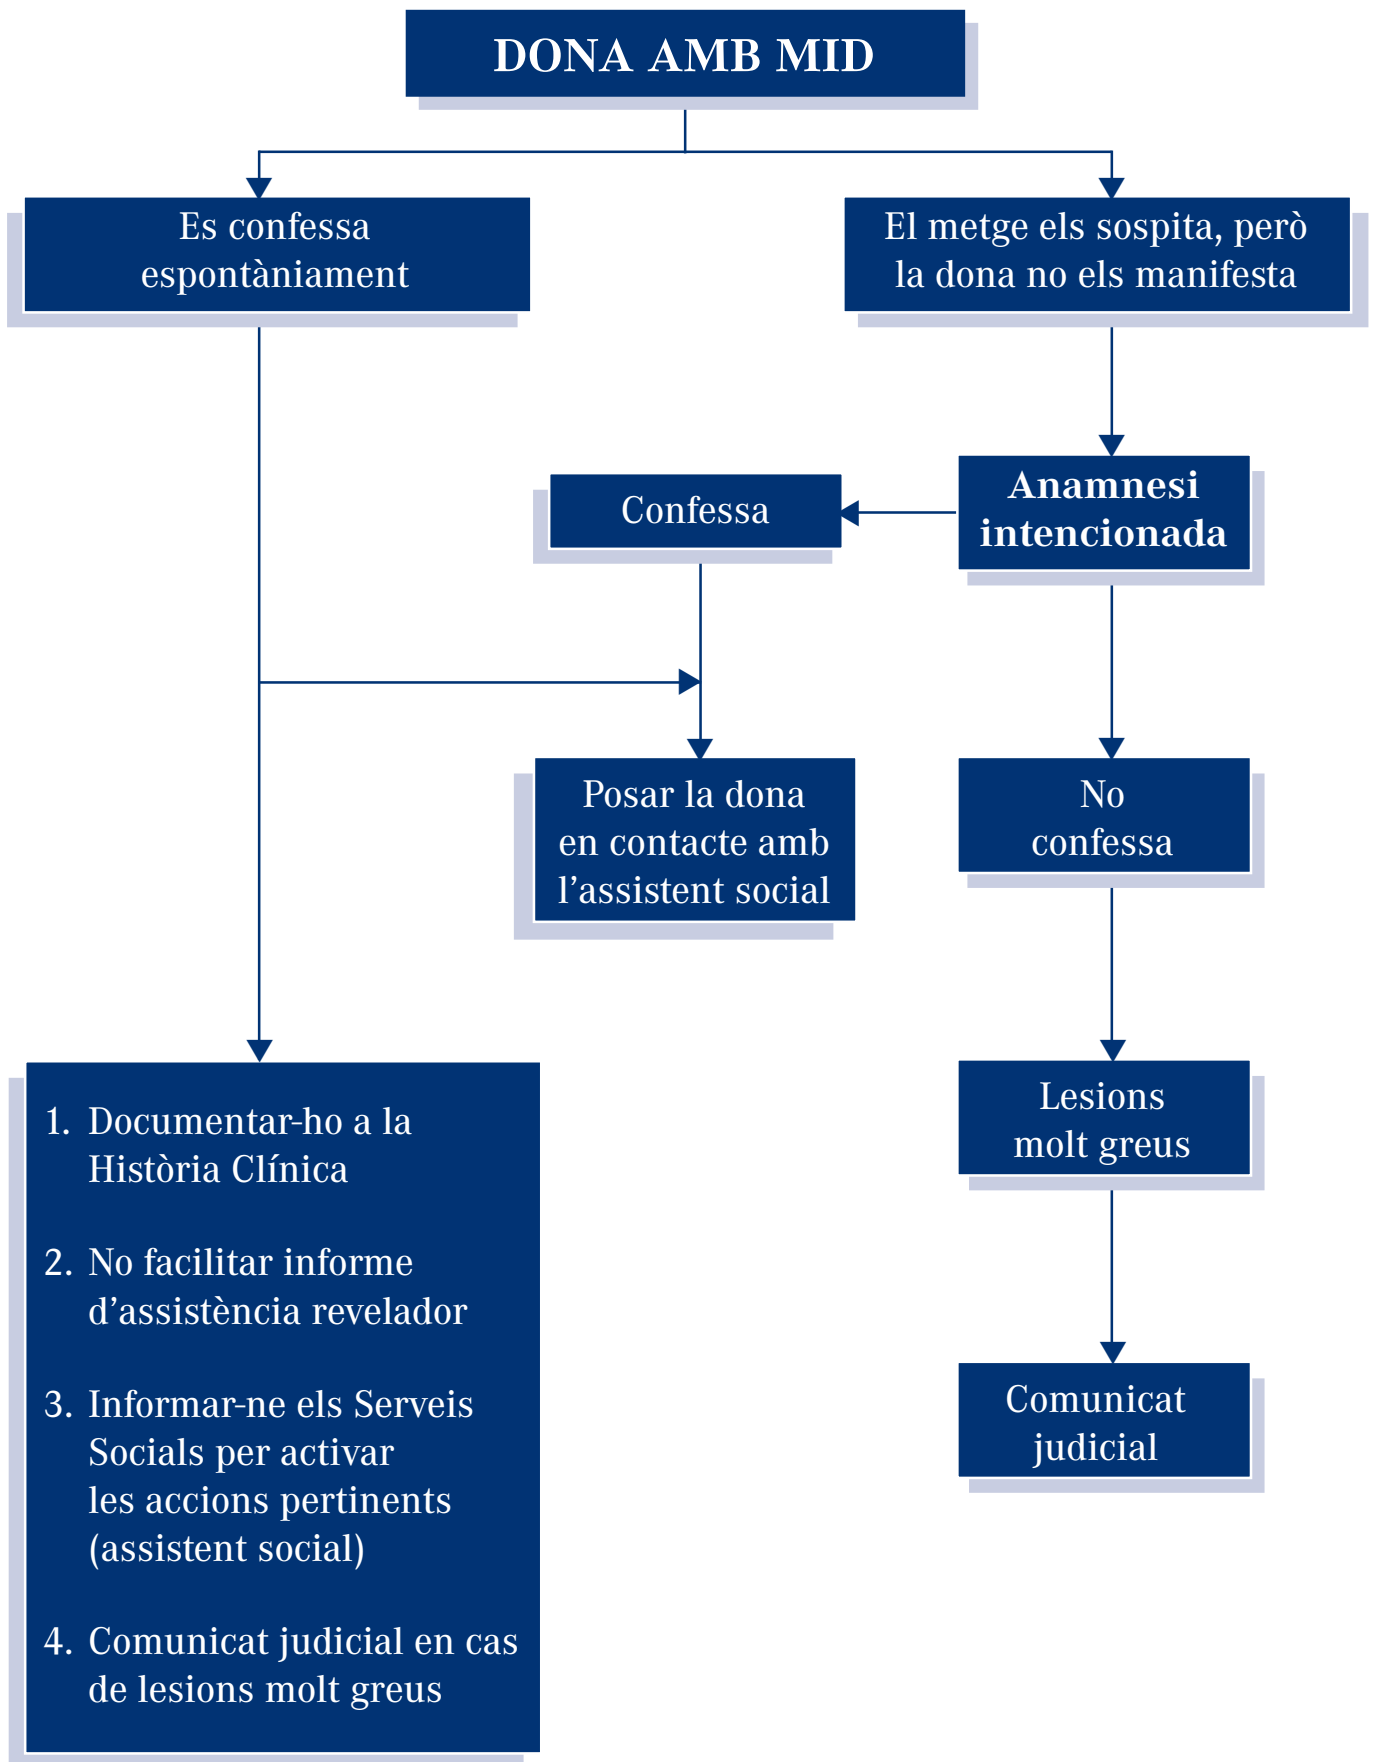 DONA AMB MID
Es confessa
espontàniament
El metge els sospita, però
la dona no els manifesta
Confessa
Anamnesi
intencionada
Posar la dona
en contacte amb
l’assistent social
No
confessa
Lesions
molt greus
Comunicat
judicial
1. Documentar-ho a la
Història Clínica
2. No facilitar informe
d’assistència revelador
3. Informar-ne els Serveis
Socials per activar
les accions pertinents
(assistent social)
4. Comunicat judicial en cas
de lesions molt greus